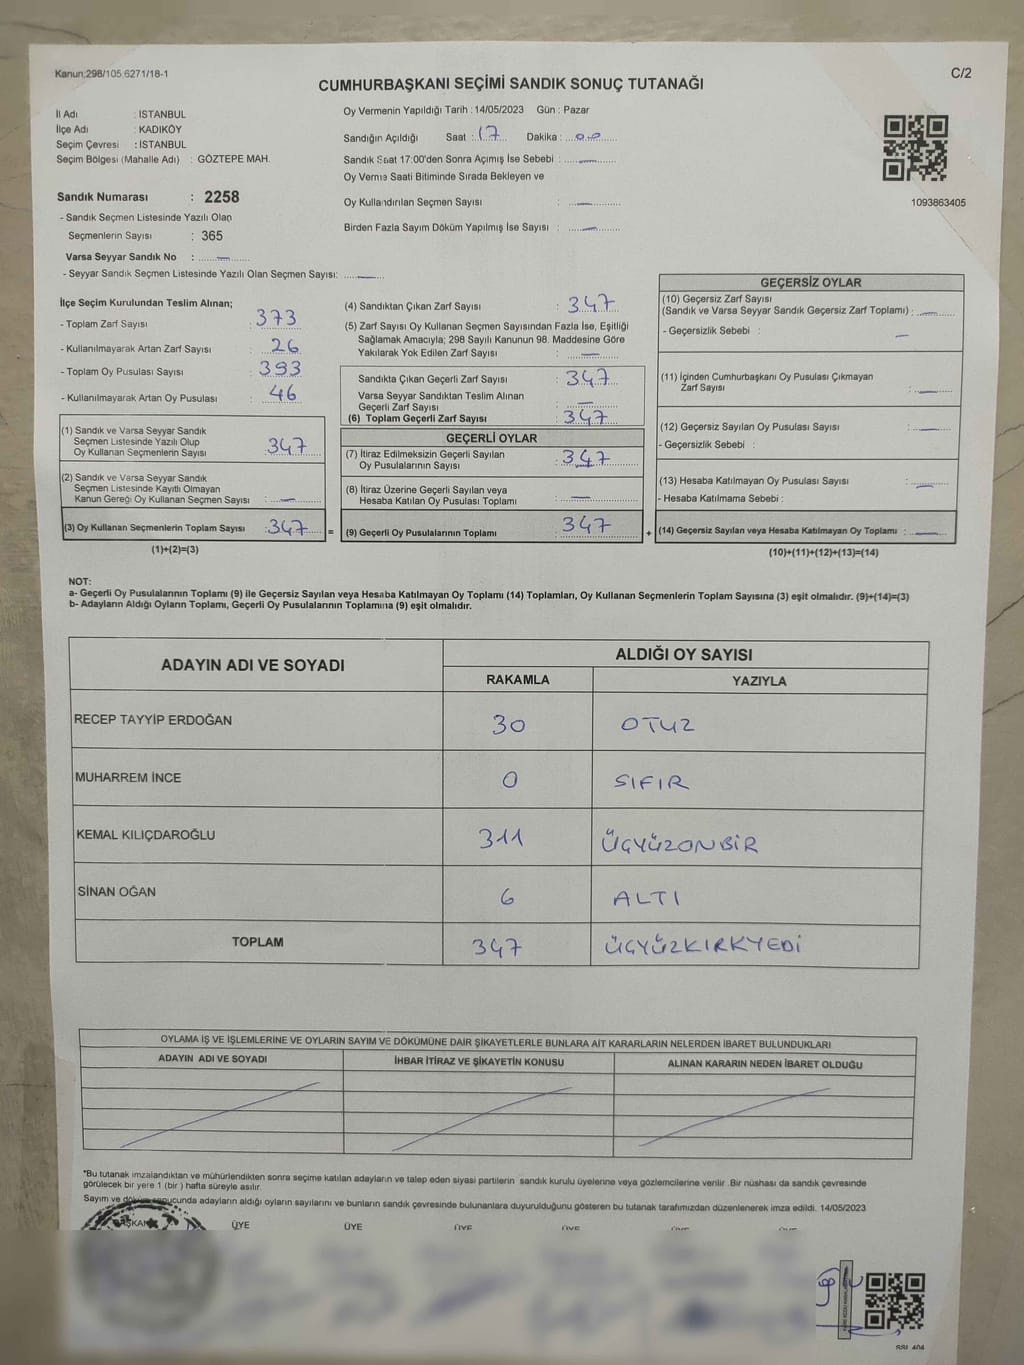 Kanun:298/105;6271/18-1
C/2
CUMHURBAŞKANI SEÇİMİ SANDIK SONUÇ TUTANAĞI
İl Adı : İSTANBUL
İlçe Adı : KADIKÖY
Seçim Çevresi : İSTANBUL
Seçim Bölgesi (Mahalle Adı) : GÖZTEPE MAH.
Oy Vermenin Yapıldığı Tarih : 14/05/2023 Gün : Pazar
Sandığın Açıldığı Saat : 17 Dakika : 00
Sandık Saat 17:00'den Sonra Açımış İse Sebebi : —
Oy Verme Saati Bitiminde Sırada Bekleyen ve
Oy Kullandırılan Seçmen Sayısı : —
Birden Fazla Sayım Döküm Yapılmış İse Sayısı : —
1093863405
Sandık Numarası : 2258
- Sandık Seçmen Listesinde Yazılı Olan
Seçmenlerin Sayısı : 365
Varsa Seyyar Sandık No : —
- Seyyar Sandık Seçmen Listesinde Yazılı Olan Seçmen Sayısı: —
İlçe Seçim Kurulundan Teslim Alınan;
- Toplam Zarf Sayısı : 373
- Kullanılmayarak Artan Zarf Sayısı : 26
- Toplam Oy Pusulası Sayısı : 393
- Kullanılmayarak Artan Oy Pusulası : 46
(1) Sandık ve Varsa Seyyar Sandık
Seçmen Listesinde Yazılı Olup
Oy Kullanan Seçmenlerin Sayısı : 347
(2) Sandık ve Varsa Seyyar Sandık
Seçmen Listesinde Kayıtlı Olmayan
Kanun Gereği Oy Kullanan Seçmen Sayısı : —
(3) Oy Kullanan Seçmenlerin Toplam Sayısı : 347 =
(1)+(2)=(3)
(4) Sandıktan Çıkan Zarf Sayısı : 347
(5) Zarf Sayısı Oy Kullanan Seçmen Sayısından Fazla İse, Eşitliği
Sağlamak Amacıyla; 298 Sayılı Kanunun 98. Maddesine Göre
Yakılarak Yok Edilen Zarf Sayısı : —
Sandıkta Çıkan Geçerli Zarf Sayısı : 347
Varsa Seyyar Sandıktan Teslim Alınan
Geçerli Zarf Sayısı : —
(6) Toplam Geçerli Zarf Sayısı : 347
GEÇERLİ OYLAR
(7) İtiraz Edilmeksizin Geçerli Sayılan
Oy Pusulalarının Sayısı : 347
(8) İtiraz Üzerine Geçerli Sayılan veya
Hesaba Katılan Oy Pusulası Toplamı : —
(9) Geçerli Oy Pusulalarının Toplamı : 347 +
GEÇERSİZ OYLAR
(10) Geçersiz Zarf Sayısı
(Sandık ve Varsa Seyyar Sandık Geçersiz Zarf Toplamı) : —
- Geçersizlik Sebebi : —
(11) İçinden Cumhurbaşkanı Oy Pusulası Çıkmayan
Zarf Sayısı : —
(12) Geçersiz Sayılan Oy Pusulası Sayısı : —
- Geçersizlik Sebebi :
(13) Hesaba Katılmayan Oy Pusulası Sayısı : —
- Hesaba Katılmama Sebebi :
(14) Geçersiz Sayılan veya Hesaba Katılmayan Oy Toplamı : —
(10)+(11)+(12)+(13)=(14)
NOT:
a- Geçerli Oy Pusulalarının Toplamı (9) ile Geçersiz Sayılan veya Hesaba Katılmayan Oy Toplamı (14) Toplamları, Oy Kullanan Seçmenlerin Toplam Sayısına (3) eşit olmalıdır. (9)+(14)=(3)
b- Adayların Aldığı Oyların Toplamı, Geçerli Oy Pusulalarının Toplamına (9) eşit olmalıdır.
ADAYIN ADI VE SOYADI ALDIĞI OY SAYISI
RAKAMLA YAZIYLA
RECEP TAYYİP ERDOĞAN 30 OTUZ
MUHARREM İNCE 0 SIFIR
KEMAL KILIÇDAROĞLU 311 ÜÇYÜZONBİR
SİNAN OĞAN 6 ALTI
TOPLAM 347 ÜÇYÜZKIRKYEDİ
OYLAMA İŞ VE İŞLEMLERİNE VE OYLARIN SAYIM VE DÖKÜMÜNE DAİR ŞİKAYETLERLE BUNLARA AİT KARARLARIN NELERDEN İBARET BULUNDUKLARI
ADAYIN ADI VE SOYADI İHBAR İTİRAZ VE ŞİKAYETİN KONUSU ALINAN KARARIN NEDEN İBARET OLDUĞU
*Bu tutanak imzalandıktan ve mühürlendikten sonra seçime katılan adayların ve talep eden siyasi partilerin sandık kurulu üyelerine veya gözlemcilerine verilir .Bir nüshası da sandık çevresinde
görülecek bir yere 1 (bir ) hafta süreyle asılır.
Sayım ve döküm sonucunda adayların aldığı oyların sayılarını ve bunların sandık çevresinde bulunanlara duyurulduğunu gösteren bu tutanak tarafımızdan düzenlenerek imza edildi. 14/05/2023
BAŞKAN ÜYE ÜYE ÜYE ÜYE ÜYE ÜYE